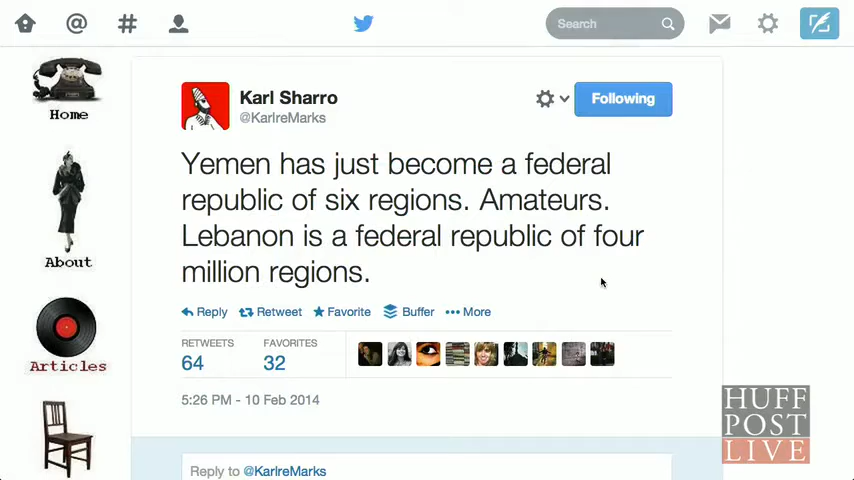 Search
Home
About
Articles
Karl Sharro
@KarlreMarks
Following
Yemen has just become a federal
republic of six regions. Amateurs.
Lebanon is a federal republic of four
million regions.
Reply Retweet Favorite Buffer More
RETWEETS FAVORITES
64 32
5:26 PM - 10 Feb 2014
Reply to @KarlreMarks
HUFF
POST
LIVE